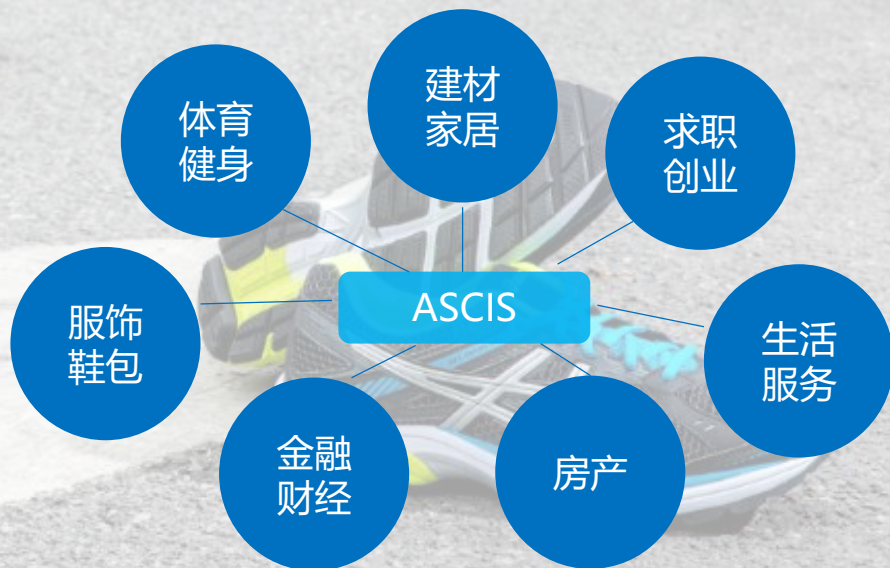 建材
家居
体育
健身
求职
创业
ASCIS
服饰
鞋包
生活
服务
金融
财经
房产